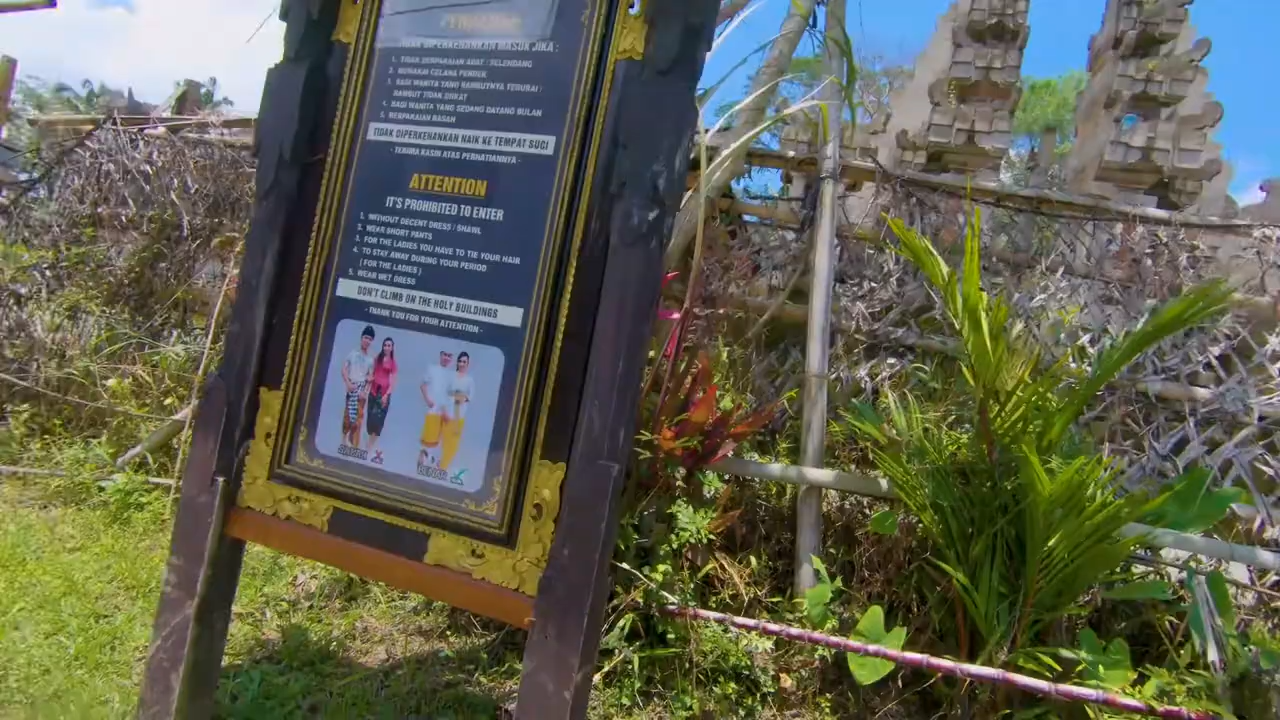 TIDAK DIPERKENANKAN MASUK JIKA :
1. TIDAK BERPAKAIAN ADAT / SELENDANG
2. MEMAKAI CELANA PENDEK
3. BAGI WANITA YANG RAMBUTNYA TERURAI :
RAMBUT TIDAK DIIKAT
4. BAGI WANITA YANG SEDANG DATANG BULAN
5. BERPAKAIAN BASAH
TIDAK DIPERKENANKAN NAIK KE TEMPAT SUCI
- TERIMA KASIH ATAS PERHATIANNYA -
ATTENTION
IT'S PROHIBITED TO ENTER
1. WITHOUT DECENT DRESS / SHAWL
2. WEAR SHORT PANTS
3. FOR THE LADIES YOU HAVE TO TIE YOUR HAIR
4. TO STAY AWAY DURING YOUR PERIOD
( FOR THE LADIES )
5. WEAR WET DRESS
DON'T CLIMB ON THE HOLY BUILDINGS
- THANK YOU FOR YOUR ATTENTION -
BENAR